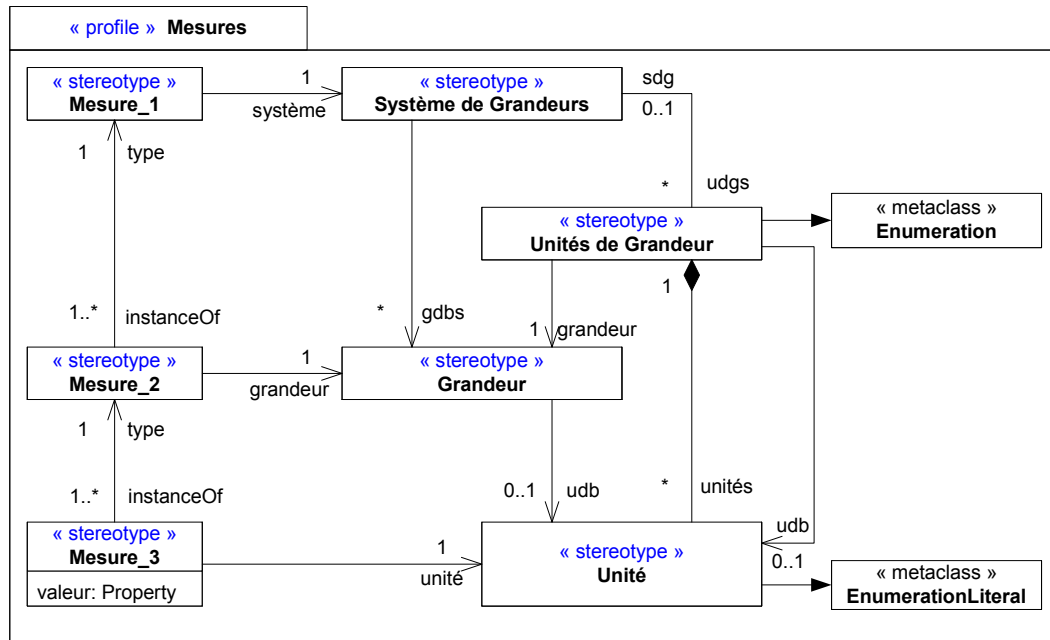 « profile » Mesures
« stereotype »
Mesure_1
1
système
« stereotype »
Système de Grandeurs
sdg
0..1
1
type
*
udgs
« stereotype »
Unités de Grandeur
« metaclass »
Enumeration
1
1..*
instanceOf
*
gdbs
1
grandeur
« stereotype »
Mesure_2
1
grandeur
« stereotype »
Grandeur
1
type
1..*
instanceOf
0..1
udb
*
unités
« stereotype »
Mesure_3
valeur: Property
1
unité
« stereotype »
Unité
udb
0..1
« metaclass »
EnumerationLiteral